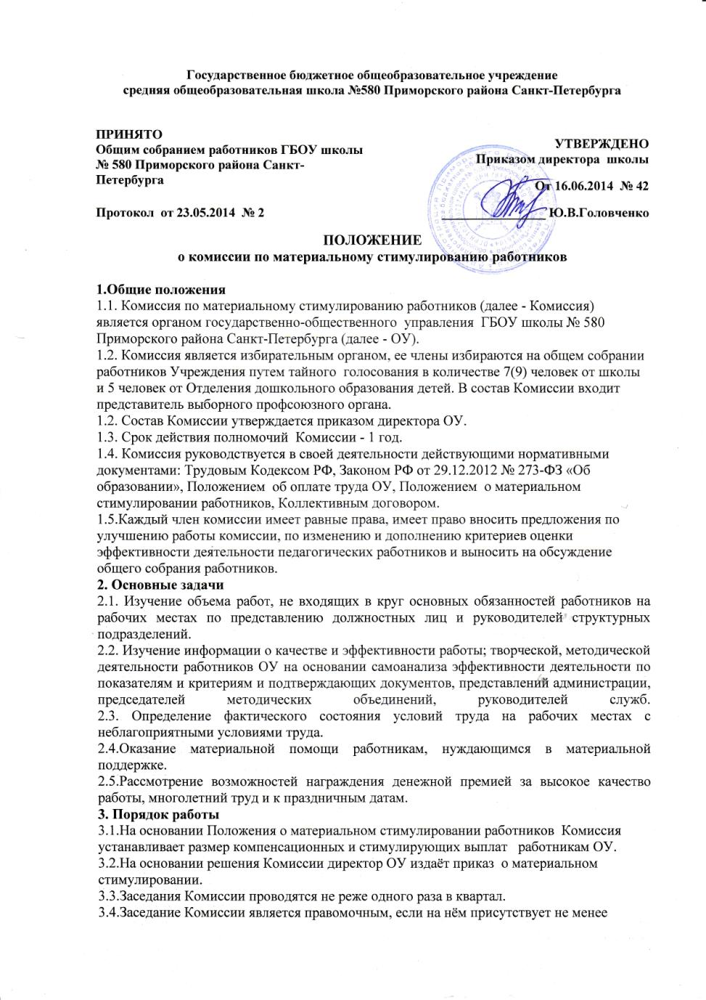 Государственное бюджетное общеобразовательное учреждение
средняя общеобразовательная школа №580 Приморского района Санкт-Петербурга
ПРИНЯТО
Общим собранием работников ГБОУ школы
№ 580 Приморского района Санкт-
Петербурга
Протокол от 23.05.2014 № 2
УТВЕРЖДЕНО
Приказом директора школы
От 16.06.2014 № 42
Ю.В.Головченко
ПОЛОЖЕНИЕ
о комиссии по материальному стимулированию работников
1.Общие положения
1.1. Комиссия по материальному стимулированию работников (далее - Комиссия)
является органом государственно-общественного управления ГБОУ школы № 580
Приморского района Санкт-Петербурга (далее - ОУ).
1.2. Комиссия является избирательным органом, ее члены избираются на общем собрании
работников Учреждения путем тайного голосования в количестве 7(9) человек от школы
и 5 человек от Отделения дошкольного образования детей. В состав Комиссии входит
представитель выборного профсоюзного органа.
1.2. Состав Комиссии утверждается приказом директора ОУ.
1.3. Срок действия полномочий Комиссии - 1 год.
1.4. Комиссия руководствуется в своей деятельности действующими нормативными
документами: Трудовым Кодексом РФ, Законом РФ от 29.12.2012 № 273-ФЗ «Об
образовании», Положением об оплате труда ОУ, Положением о материальном
стимулировании работников, Коллективным договором.
1.5.Каждый член комиссии имеет равные права, имеет право вносить предложения по
улучшению работы комиссии, по изменению и дополнению критериев оценки
эффективности деятельности педагогических работников и выносить на обсуждение
общего собрания работников.
2. Основные задачи
2.1. Изучение объема работ, не входящих в круг основных обязанностей работников на
рабочих местах по представлению должностных лиц и руководителей структурных
подразделений.
2.2. Изучение информации о качестве и эффективности работы; творческой, методической
деятельности работников ОУ на основании самоанализа эффективности деятельности по
показателям и критериям и подтверждающих документов, представлений администрации,
председателей методических объединений, руководителей служб.
2.3. Определение фактического состояния условий труда на рабочих местах с
неблагоприятными условиями труда.
2.4.Оказание материальной помощи работникам, нуждающимся в материальной
поддержке.
2.5.Рассмотрение возможностей награждения денежной премией за высокое качество
работы, многолетний труд и к праздничным датам.
3. Порядок работы
3.1.На основании Положения о материальном стимулировании работников Комиссия
устанавливает размер компенсационных и стимулирующих выплат работникам ОУ.
3.2.На основании решения Комиссии директор ОУ издаёт приказ о материальном
стимулировании.
3.3.Заседания Комиссии проводятся не реже одного раза в квартал.
3.4.Заседание Комиссии является правомочным, если на нём присутствует не менее